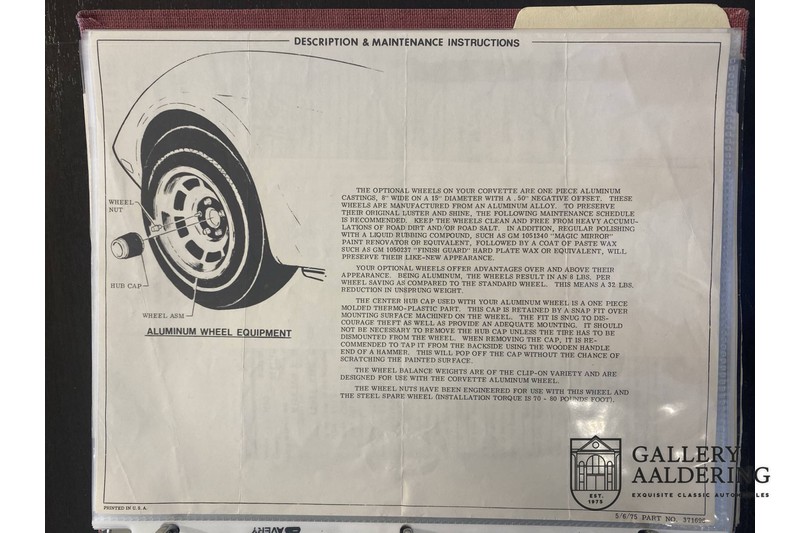 DESCRIPTION & MAINTENANCE INSTRUCTIONS
WHEEL
NUT
HUB CAP
WHEEL ASM
ALUMINUM WHEEL EQUIPMENT
THE OPTIONAL WHEELS ON YOUR CORVETTE ARE ONE PIECE ALUMINUM
CASTINGS, 8" WIDE ON A 15" DIAMETER WITH A .50" NEGATIVE OFFSET. THESE
WHEELS ARE MANUFACTURED FROM AN ALUMINUM ALLOY. TO PRESERVE
THEIR ORIGINAL LUSTER AND SHINE, THE FOLLOWING MAINTENANCE SCHEDULE
IS RECOMMENDED. KEEP THE WHEELS CLEAN AND FREE FROM HEAVY ACCUMU-
LATIONS OF ROAD DIRT AND/OR ROAD SALT. IN ADDITION, REGULAR POLISHING
WITH A LIQUID RUBBING COMPOUND, SUCH AS GM 1053340 "MAGIC MIRROR"
PAINT RENOVATOR OR EQUIVALENT, FOLLOWED BY A COAT OF PASTE WAX
SUCH AS GM 1050237 "FINISH GUARD" HARD PLATE WAX OR EQUIVALENT, WILL
PRESERVE THEIR LIKE-NEW APPEARANCE.
YOUR OPTIONAL WHEELS OFFER ADVANTAGES OVER AND ABOVE THEIR
APPEARANCE. BEING ALUMINUM, THE WHEELS RESULT IN AN 8 LBS. PER
WHEEL SAVING AS COMPARED TO THE STANDARD WHEEL. THIS MEANS A 32 LBS.
REDUCTION IN UNSPRUNG WEIGHT.
THE CENTER HUB CAP USED WITH YOUR ALUMINUM WHEEL IS A ONE PIECE
MOLDED THERMO-PLASTIC PART. THIS CAP IS RETAINED BY A SNAP FIT OVER
MOUNTING SURFACE MACHINED ON THE WHEEL. THE FIT IS SNUG TO DIS-
COURAGE THEFT AS WELL AS PROVIDE AN ADEQUATE MOUNTING. IT SHOULD
NOT BE NECESSARY TO REMOVE THE HUB CAP UNLESS THE TIRE HAS TO BE
DISMOUNTED FROM THE WHEEL. WHEN REMOVING THE CAP, IT IS RE-
COMMENDED TO TAP IT FROM THE BACKSIDE USING THE WOODEN HANDLE
END OF A HAMMER. THIS WILL POP OFF THE CAP WITHOUT THE CHANCE OF
SCRATCHING THE PAINTED SURFACE.
THE WHEEL BALANCE WEIGHTS ARE OF THE CLIP-ON VARIETY AND ARE
DESIGNED FOR USE WITH THE CORVETTE ALUMINUM WHEEL.
THE WHEEL NUTS HAVE BEEN ENGINEERED FOR USE WITH THIS WHEEL AND
THE STEEL SPARE WHEEL (INSTALLATION TORQUE IS 70 - 80 POUNDS FOOT).
PRINTED IN U.S.A.
5/6/75 PART NO.
AVERY
GALLERY
AALDERING
EXQUISITE CLASSIC AUTOMOBILES
EST.
1975